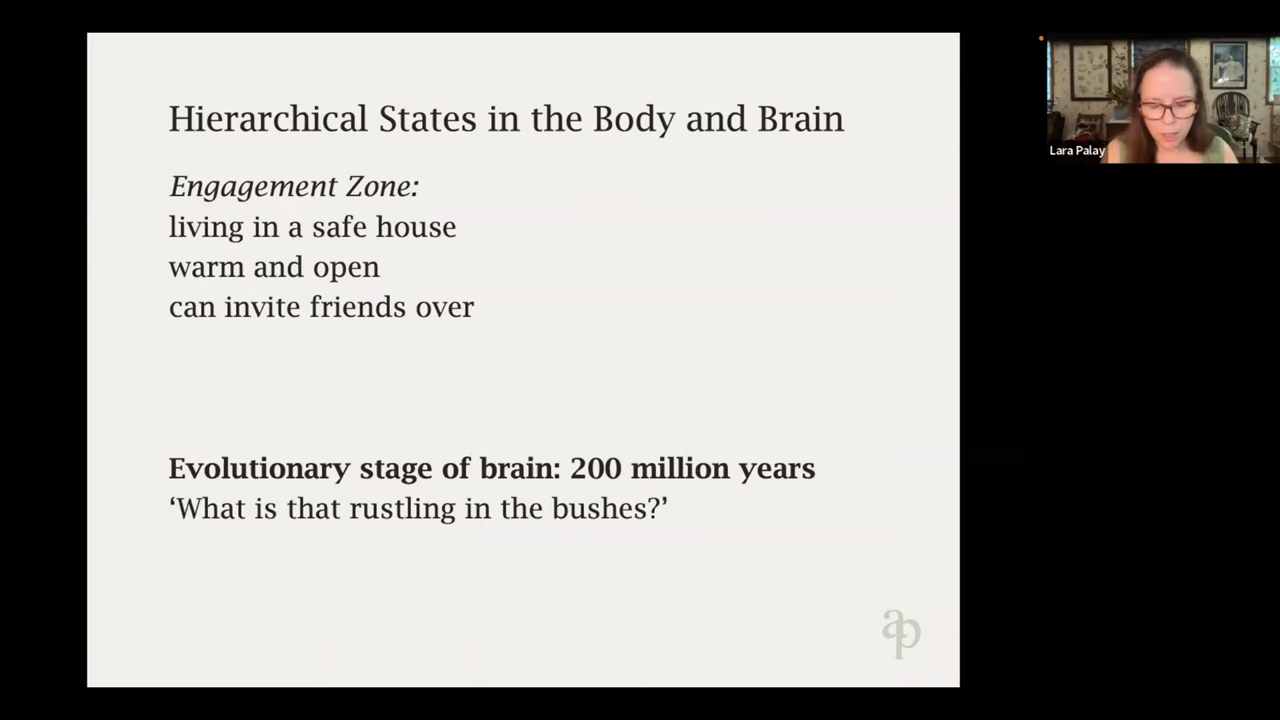 Hierarchical States in the Body and Brain
Engagement Zone:
living in a safe house
warm and open
can invite friends over
Evolutionary stage of brain: 200 million years
‘What is that rustling in the bushes?’
ap
Lara Palay